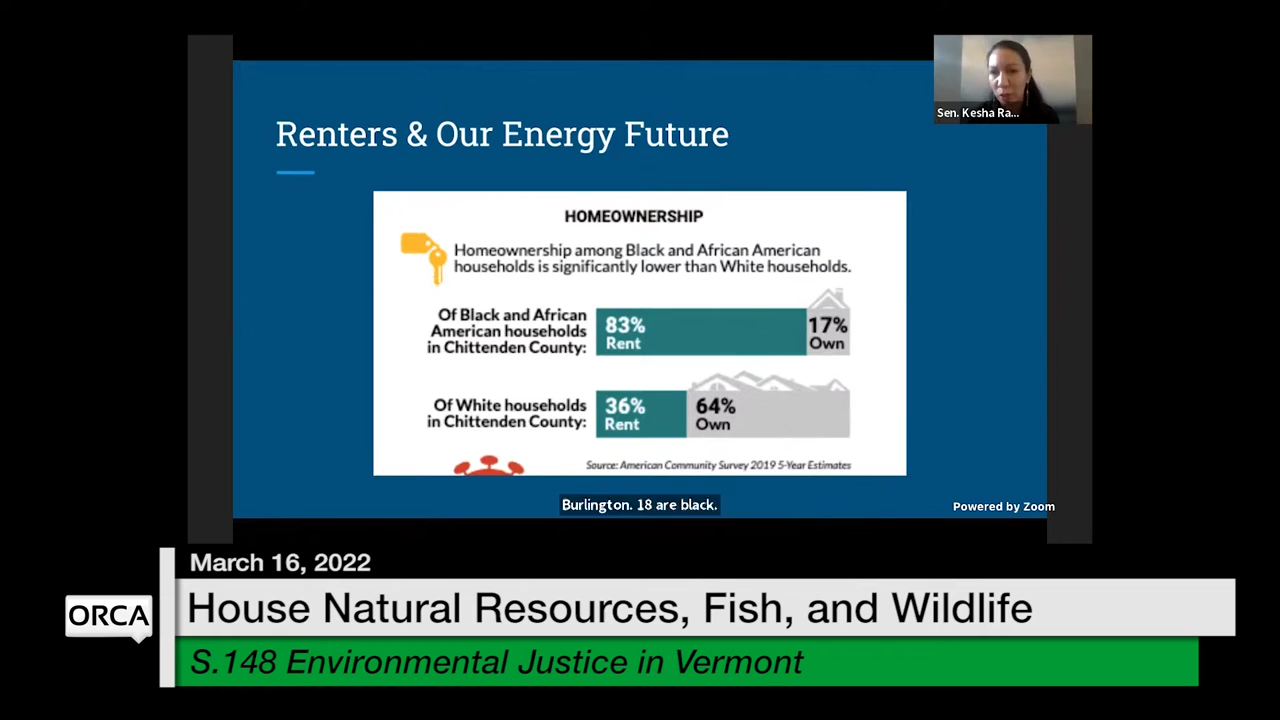 Sen. Kesha Ra...
Renters & Our Energy Future
HOMEOWNERSHIP
Homeownership among Black and African American
households is significantly lower than White households.
Of Black and African
American households
in Chittenden County:
83%
Rent
17%
Own
Of White households
in Chittenden County:
36%
Rent
64%
Own
Source: American Community Survey 2019 5-Year Estimates
Burlington. 18 are black.
Powered by Zoom
March 16, 2022
ORCA
House Natural Resources, Fish, and Wildlife
S.148 Environmental Justice in Vermont